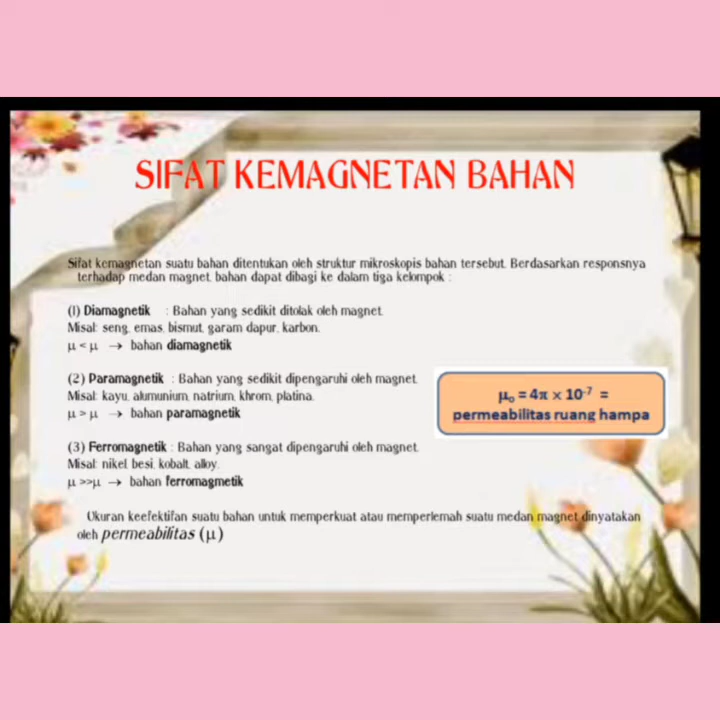 SIFAT KEMAGNETAN BAHAN
Sifat kemagnetan suatu bahan ditentukan oleh struktur mikroskopis bahan tersebut. Berdasarkan responsnya
terhadap medan magnet, bahan dapat dibagi ke dalam tiga kelompok :
(1) Diamagnetik : Bahan yang sedikit ditolak oleh magnet.
Misal: seng, emas, bismut, garam dapur, karbon.
μ < μ → bahan diamagnetik
(2) Paramagnetik : Bahan yang sedikit dipengaruhi oleh magnet.
Misal: kayu, alumunium, natrium, khrom, platina.
μ > μ → bahan paramagnetik
μₒ = 4π × 10⁻⁷ =
permeabilitas ruang hampa
(3) Ferromagnetik : Bahan yang sangat dipengaruhi oleh magnet.
Misal: nikel, besi, kobalt, alloy.
μ >>μ → bahan ferromagmetik
Ukuran keefektifan suatu bahan untuk memperkuat atau memperlemah suatu medan magnet dinyatakan
oleh permeabilitas (μ)